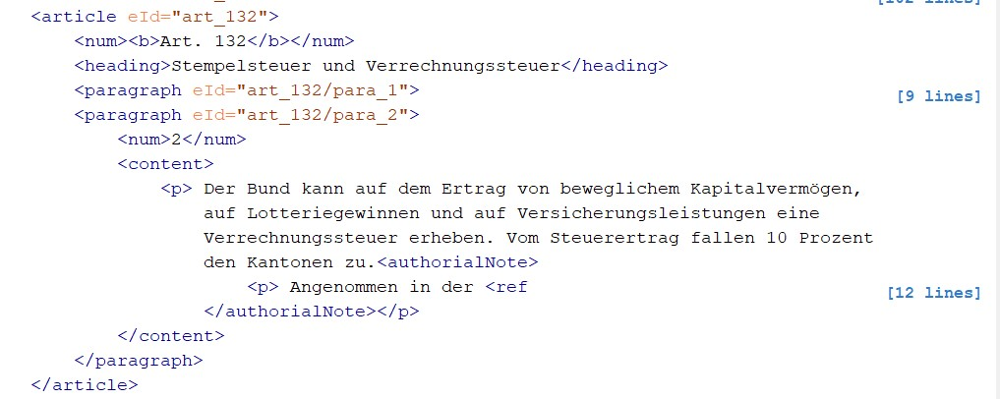 <article eId="art_132">
<num><b>Art. 132</b></num>
<heading>Stempelsteuer und Verrechnungssteuer</heading>
<paragraph eId="art_132/para_1"> [9 lines]
<paragraph eId="art_132/para_2">
<num>2</num>
<content>
<p> Der Bund kann auf dem Ertrag von beweglichem Kapitalvermögen,
auf Lotteriegewinnen und auf Versicherungsleistungen eine
Verrechnungssteuer erheben. Vom Steuerertrag fallen 10 Prozent
den Kantonen zu.<authorialNote>
<p> Angenommen in der <ref [12 lines]
</authorialNote></p>
</content>
</paragraph>
</article>